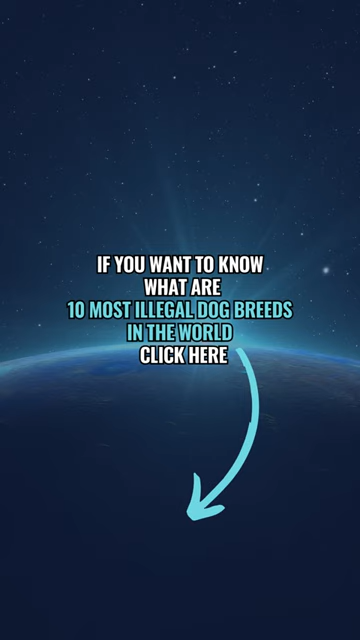 IF YOU WANT TO KNOW
WHAT ARE
10 MOST ILLEGAL DOG BREEDS
IN THE WORLD
CLICK HERE